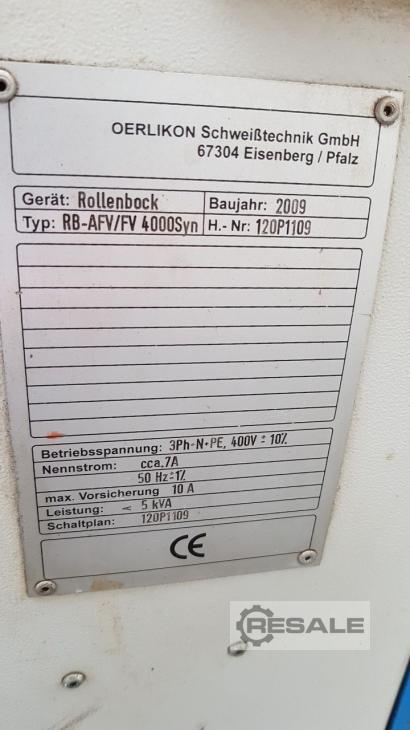 OERLIKON Schweißtechnik GmbH
67304 Eisenberg / Pfalz
Gerät: Rollenbock Baujahr: 2009
Typ: RB-AFV/FV 4000Syn H.- Nr: 120P1109
Betriebsspannung: 3Ph+N+PE, 400V ± 10%
Nennstrom: cca.7A
50 Hz±1%
max. Vorsicherung 10 A
Leistung: < 5 kVA
Schaltplan: 120P1109
CE
RESALE